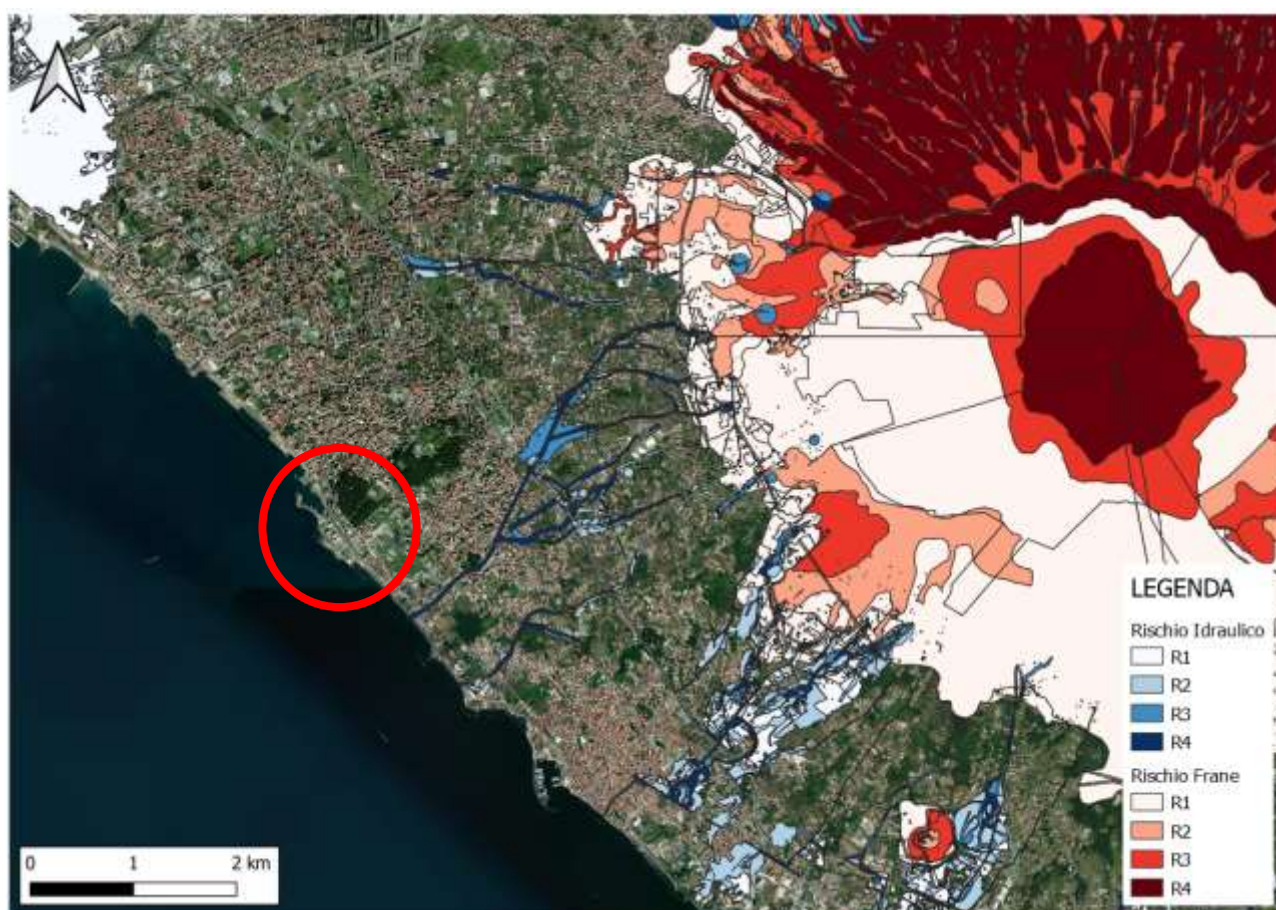 LEGENDA
Rischio Idraulico
R1
R2
R3
R4
Rischio Frane
R1
R2
R3
R4
0 1 2 km